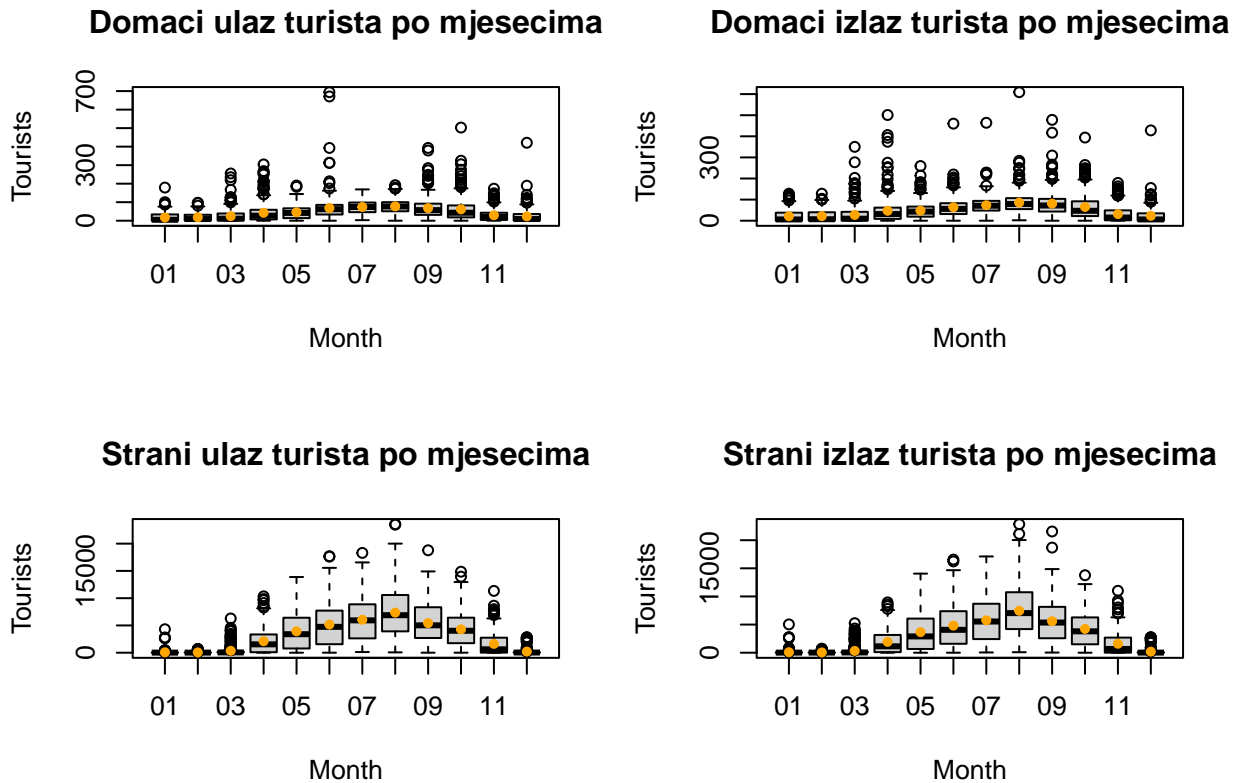 Domaci ulaz turista po mjesecima
Tourists
0
300
700
01
03
05
07
09
11
Month
Domaci izlaz turista po mjesecima
Tourists
0
300
01
03
05
07
09
11
Month
Strani ulaz turista po mjesecima
Tourists
0
15000
01
03
05
07
09
11
Month
Strani izlaz turista po mjesecima
Tourists
0
15000
01
03
05
07
09
11
Month